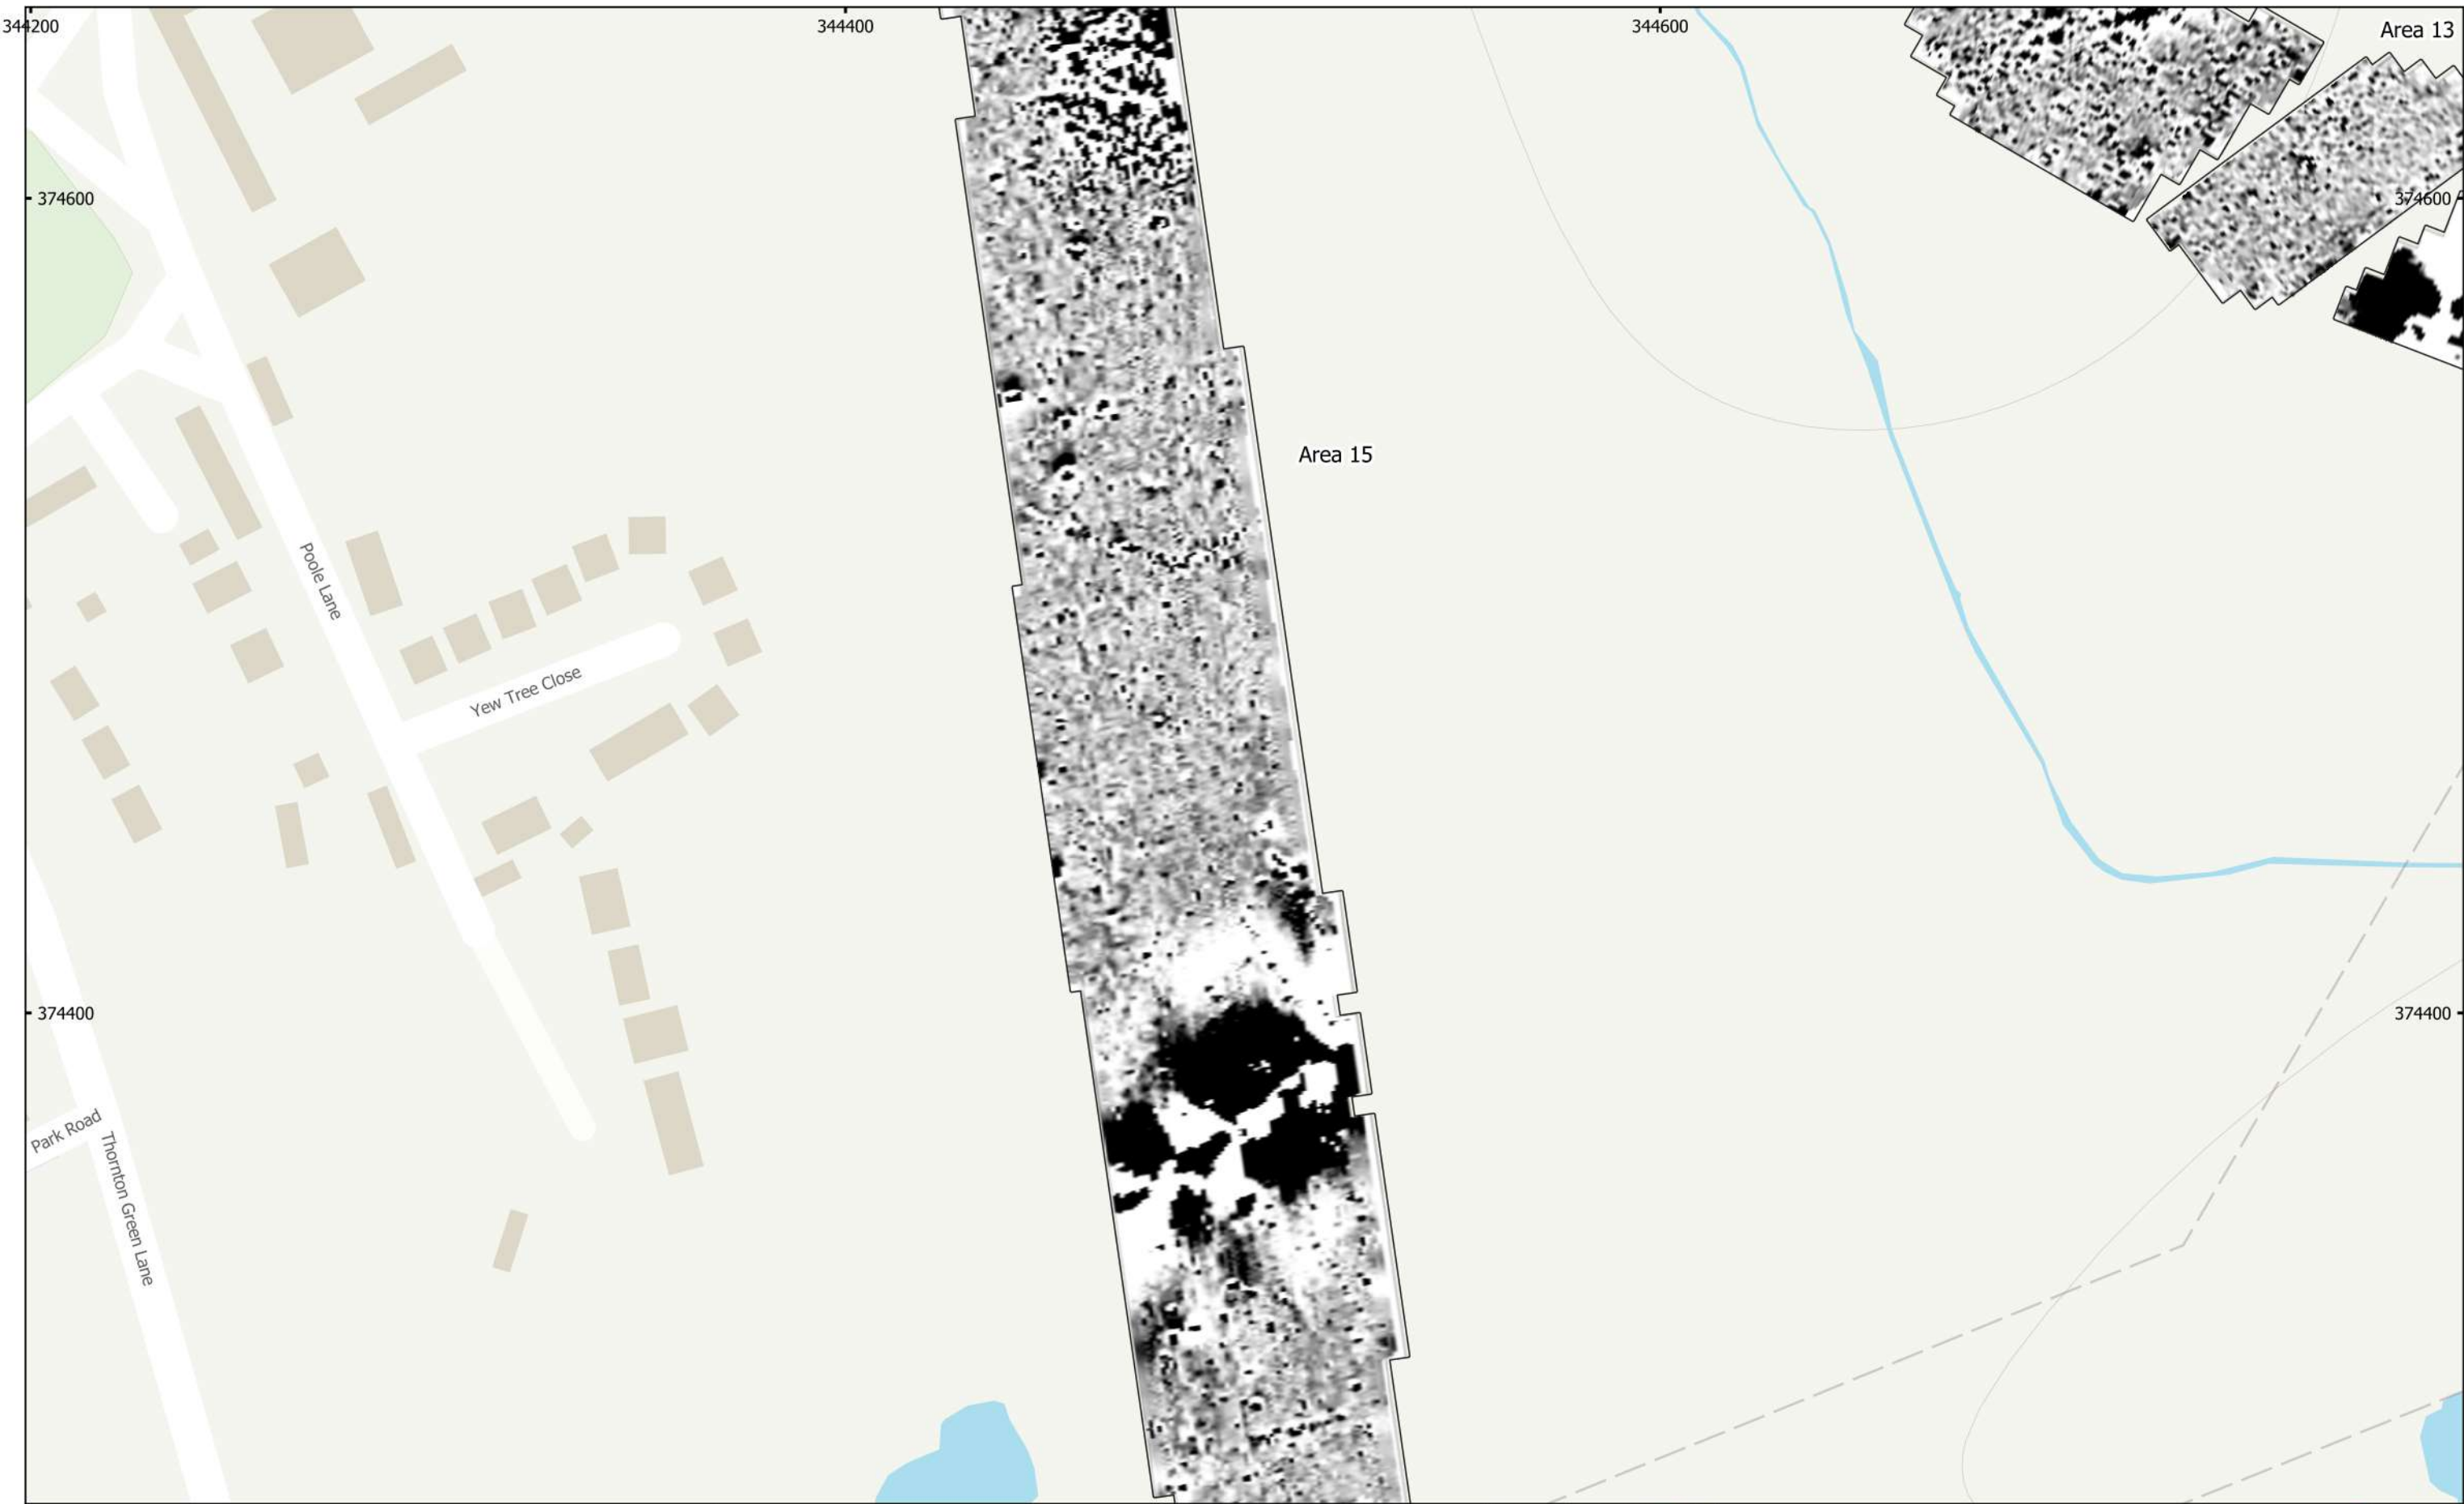 344200
344400
344600
Area 13
374600
374600
Area 15
Poole Lane
Yew Tree Close
374400
374400
Park Road
Thornton Green Lane